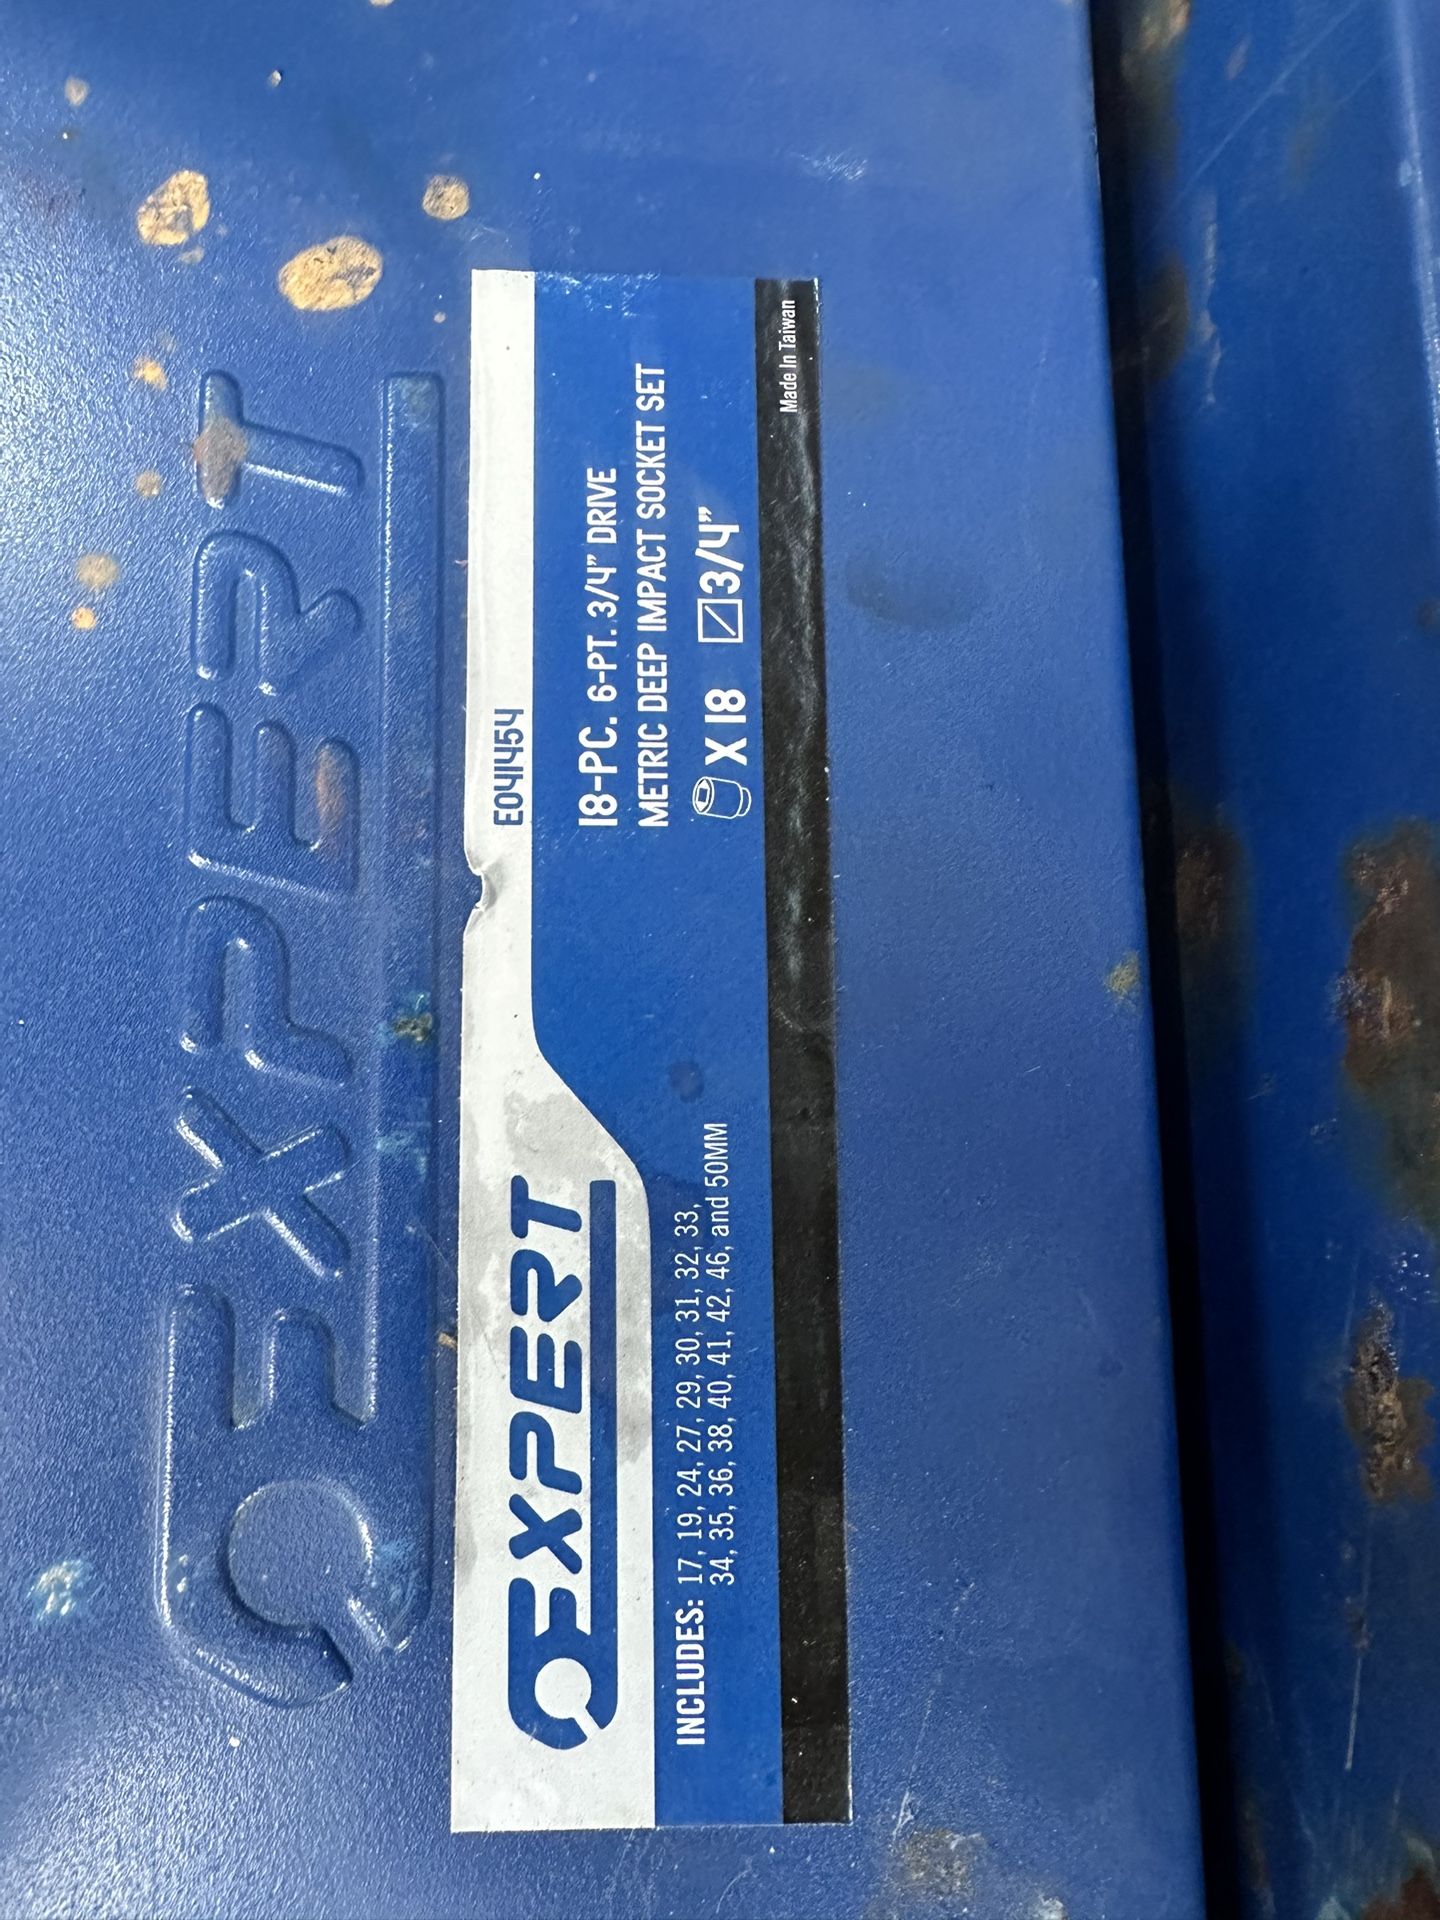 EXPERT
E041454
18-PC. 6-PT. 3/4” DRIVE
METRIC DEEP IMPACT SOCKET SET
X 18 3/4”
EXPERT
INCLUDES: 17, 19, 24, 27, 29, 30, 31, 32, 33,
34, 35, 36, 38, 40, 41, 42, 46, and 50MM
Made In Taiwan